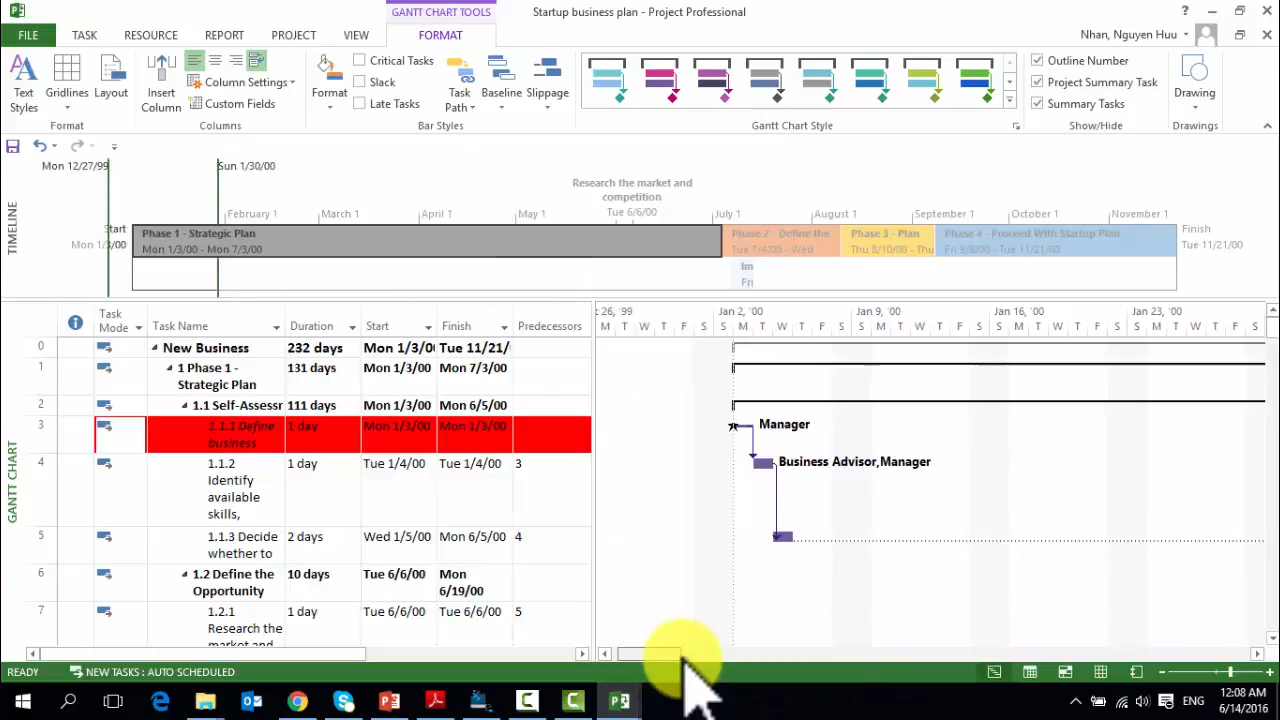 GANTT CHART TOOLS
Startup business plan - Project Professional
?
FILE TASK RESOURCE REPORT PROJECT VIEW FORMAT
Nhan, Nguyen Huu
Text Styles
Gridlines
Layout
Format
Insert Column
Column Settings
Custom Fields
Columns
Format
Critical Tasks
Slack
Late Tasks
Task Path
Baseline
Slippage
Bar Styles
Gantt Chart Style
Outline Number
Project Summary Task
Summary Tasks
Show/Hide
Drawing
Drawings
TIMELINE
Mon 12/27/99
Sun 1/30/00
Research the market and
competition
Tue 6/6/00
February 1 March 1 April 1 May 1 July 1 August 1 September 1 October 1 November 1
Start
Mon 1/3/00
Phase 1 - Strategic Plan
Mon 1/3/00 - Mon 7/3/00
Phase 2 - Define the
Tue 7/4/00 - Wed
Phase 3 - Plan
Thu 8/10/00 - Thu
Phase 4 - Proceed With Startup Plan
Fri 9/8/00 - Tue 11/21/00
Finish
Tue 11/21/00
Im
Fri
GANTT CHART
Task Mode Task Name Duration Start Finish Predecessors
0 New Business 232 days Mon 1/3/0 Tue 11/21/
1 1 Phase 1 - Strategic Plan 131 days Mon 1/3/00 Mon 7/3/00
2 1.1 Self-Assessr 111 days Mon 1/3/00 Mon 6/5/00
3 1.1.1 Define business 1 day Mon 1/3/00 Mon 1/3/00
4 1.1.2 Identify available skills, 1 day Tue 1/4/00 Tue 1/4/00 3
5 1.1.3 Decide whether to 2 days Wed 1/5/00 Mon 6/5/00 4
6 1.2 Define the Opportunity 10 days Tue 6/6/00 Mon 6/19/00
7 1.2.1 Research the market and 1 day Tue 6/6/00 Tue 6/6/00 5
26, '99 Jan 2, '00 Jan 9, '00 Jan 16, '00 Jan 23, '00
M T W T F S S M T W T F S S M T W T F S S M T W T F S S M T W T F S
Manager
Business Advisor,Manager
READY NEW TASKS : AUTO SCHEDULED
ENG
12:08 AM
6/14/2016